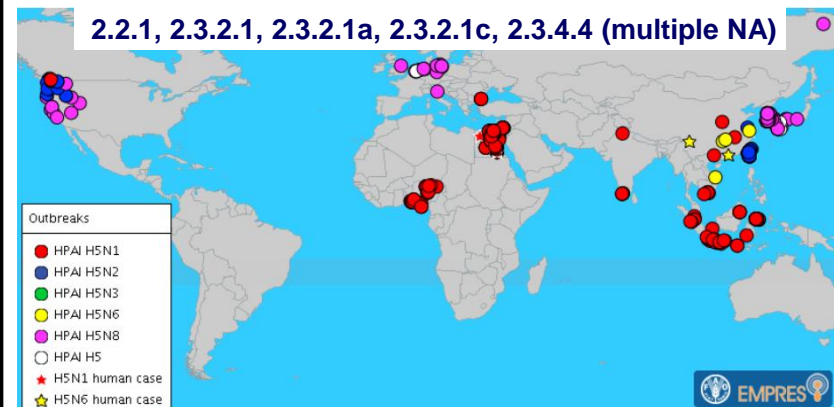 2.2.1, 2.3.2.1, 2.3.2.1a, 2.3.2.1c, 2.3.4.4 (multiple NA)
Outbreaks
HPAI H5N1
HPAI H5N2
HPAI H5N3
HPAI H5N6
HPAI H5N8
HPAI H5
H5N1 human case
H5N6 human case
EMPRES